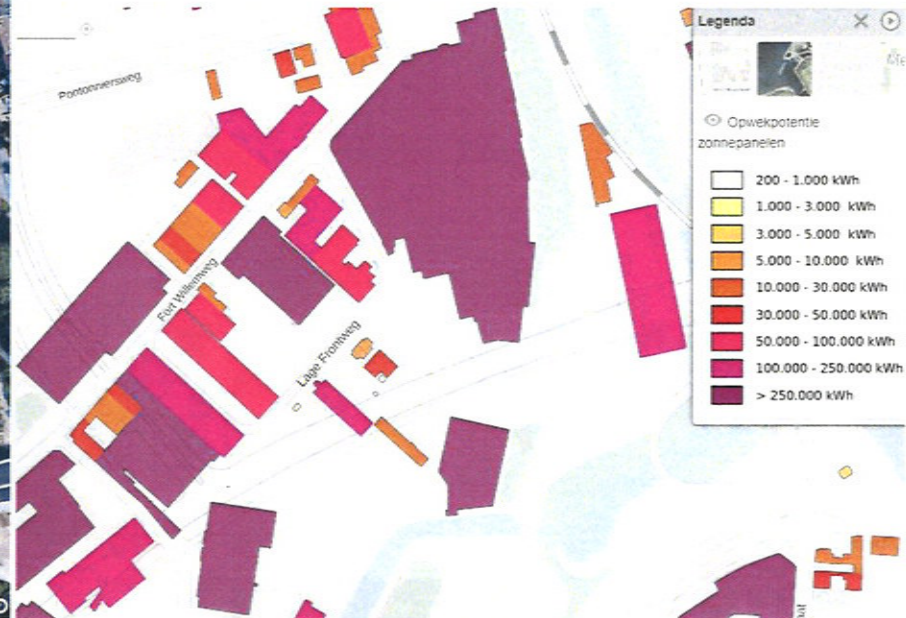 Pontonniersweg
Fort Willemweg
Lage Frontweg
Legenda
Me
Opwekpotentie
zonnepanelen
200 - 1.000 kWh
1.000 - 3.000 kWh
3.000 - 5.000 kWh
5.000 - 10.000 kWh
10.000 - 30.000 kWh
30.000 - 50.000 kWh
50.000 - 100.000 kWh
100.000 - 250.000 kWh
> 250.000 kWh